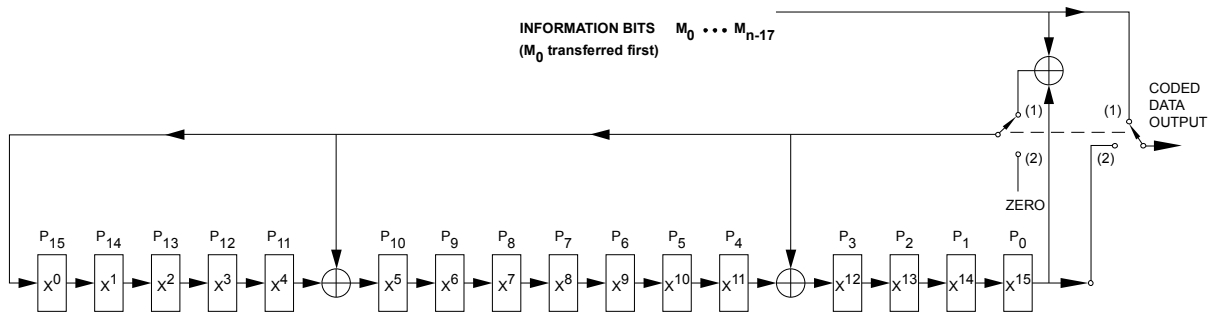 INFORMATION BITS M₀ • • • Mₙ₋₁₇
(M₀ transferred first)
CODED
DATA
OUTPUT
(1) (1)
(2) (2)
ZERO
P₁₅ P₁₄ P₁₃ P₁₂ P₁₁ P₁₀ P₉ P₈ P₇ P₆ P₅ P₄ P₃ P₂ P₁ P₀
X⁰ X¹ X² X³ X⁴ X⁵ X⁶ X⁷ X⁸ X⁹ X¹⁰ X¹¹ X¹² X¹³ X¹⁴ X¹⁵